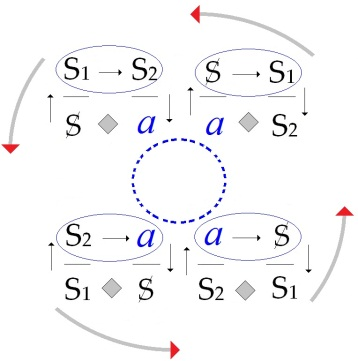 S₁ → S₂ $ → S₁
$ ◆ a a ◆ S₂
S₂ → a a → $
S₁ ◆ $ S₂ ◆ S₁